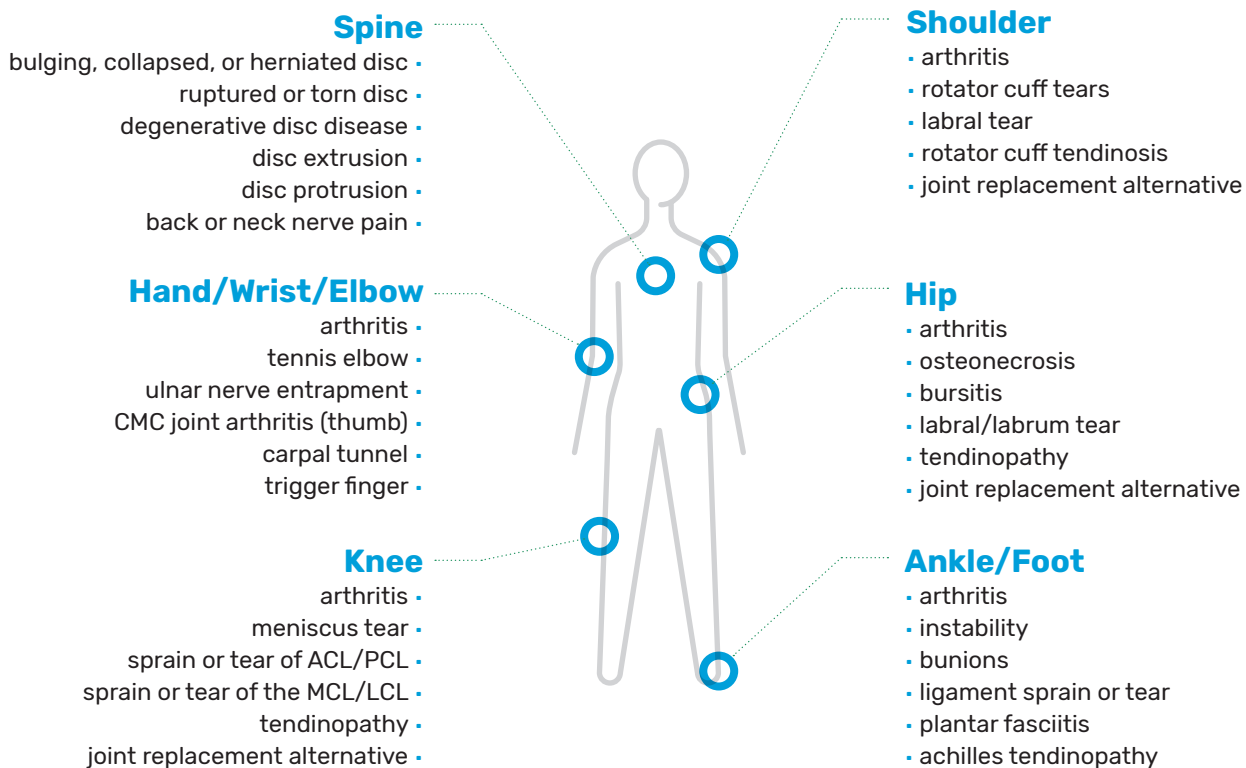 Spine
bulging, collapsed, or herniated disc
ruptured or torn disc
degenerative disc disease
disc extrusion
disc protrusion
back or neck nerve pain
Hand/Wrist/Elbow
arthritis
tennis elbow
ulnar nerve entrapment
CMC joint arthritis (thumb)
carpal tunnel
trigger finger
Knee
arthritis
meniscus tear
sprain or tear of ACL/PCL
sprain or tear of the MCL/LCL
tendinopathy
joint replacement alternative
Shoulder
arthritis
rotator cuff tears
labral tear
rotator cuff tendinosis
joint replacement alternative
Hip
arthritis
osteonecrosis
bursitis
labral/labrum tear
tendinopathy
joint replacement alternative
Ankle/Foot
arthritis
instability
bunions
ligament sprain or tear
plantar fasciitis
achilles tendinopathy